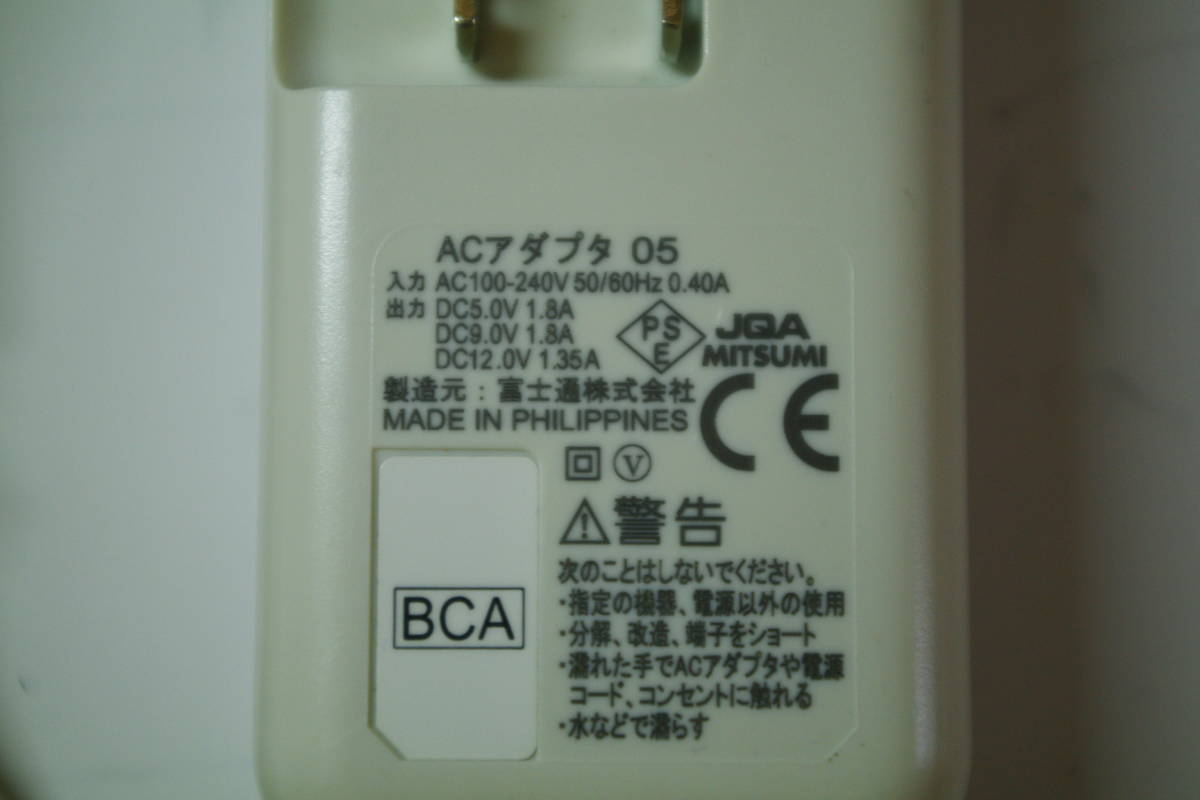 ACアダプタ 05
入力 AC100-240V 50/60Hz 0.40A
出力 DC5.0V 1.8A
DC9.0V 1.8A
DC12.0V 1.35A
PSE
JQA
MITSUMI
製造元：富士通株式会社
MADE IN PHILIPPINES
CE
V
警告
次のことはしないでください。
・指定の機器、電源以外の使用
・分解、改造、端子をショート
・濡れた手でACアダプタや電源
コード、コンセントに触れる
・水などで濡らす
BCA